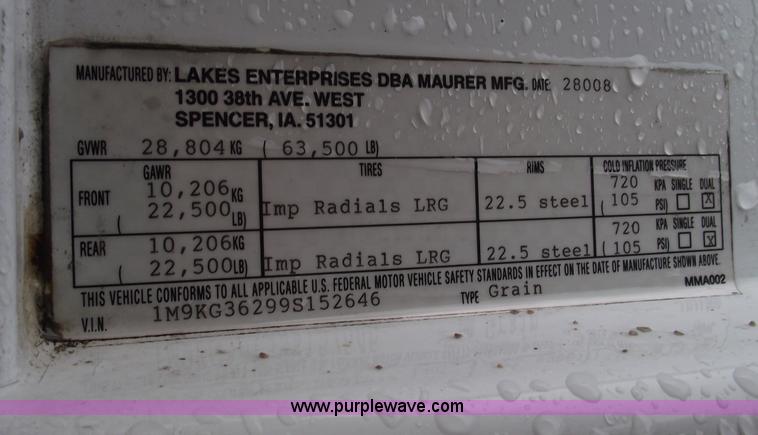 MANUFACTURED BY: LAKES ENTERPRISES DBA MAURER MFG. DATE: 28008
1300 38th AVE. WEST
SPENCER, IA. 51301
GVWR 28,804 KG ( 63,500 LB)
GAWR TIRES RIMS COLD INFLATION PRESSURE
FRONT 10,206 KG 720 KPA SINGLE DUAL
( 22,500 LB) Imp Radials LRG 22.5 steel ( 105 PSI) X
REAR 10,206 KG 720 KPA SINGLE DUAL
( 22,500 LB) Imp Radials LRG 22.5 steel ( 105 PSI) X
THIS VEHICLE CONFORMS TO ALL APPLICABLE U.S. FEDERAL MOTOR VEHICLE SAFETY STANDARDS IN EFFECT ON THE DATE OF MANUFACTURE SHOWN ABOVE.
V.I.N. 1M9KG36299S152646 TYPE Grain MMA002
www.purplewave.com